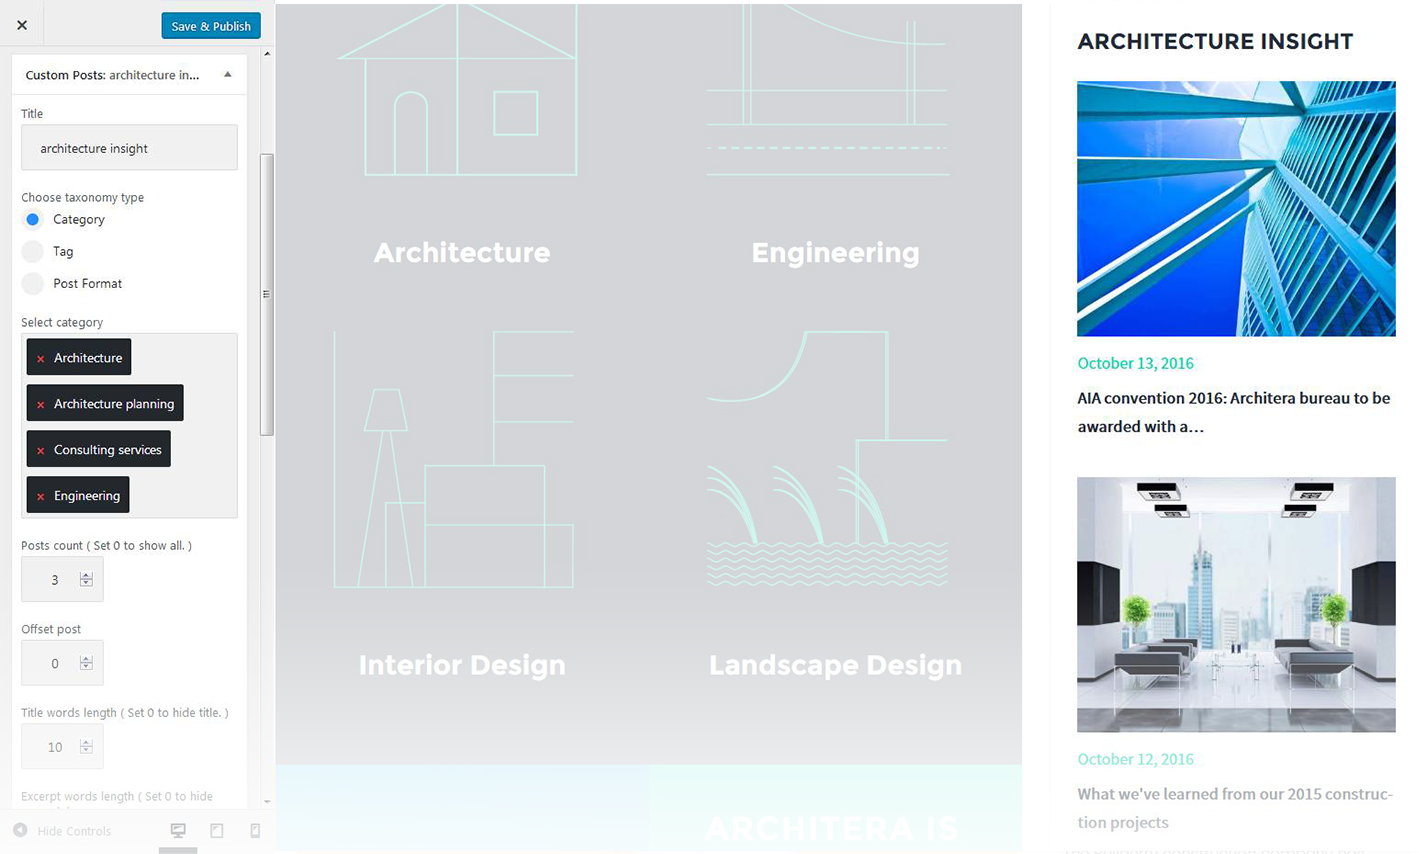 Save & Publish
Custom Posts: architecture in...
Title
architecture insight
Choose taxonomy type
Category
Tag
Post Format
Select category
× Architecture
× Architecture planning
× Consulting services
× Engineering
Posts count ( Set 0 to show all. )
3
Offset post
0
Title words length ( Set 0 to hide title. )
10
Excerpt words length ( Set 0 to hide
Hide Controls
Architecture
Engineering
Interior Design
Landscape Design
ARCHITERA IS
ARCHITECTURE INSIGHT
October 13, 2016
AIA convention 2016: Architera bureau to be
awarded with a...
October 12, 2016
What we've learned from our 2015 construc-
tion projects